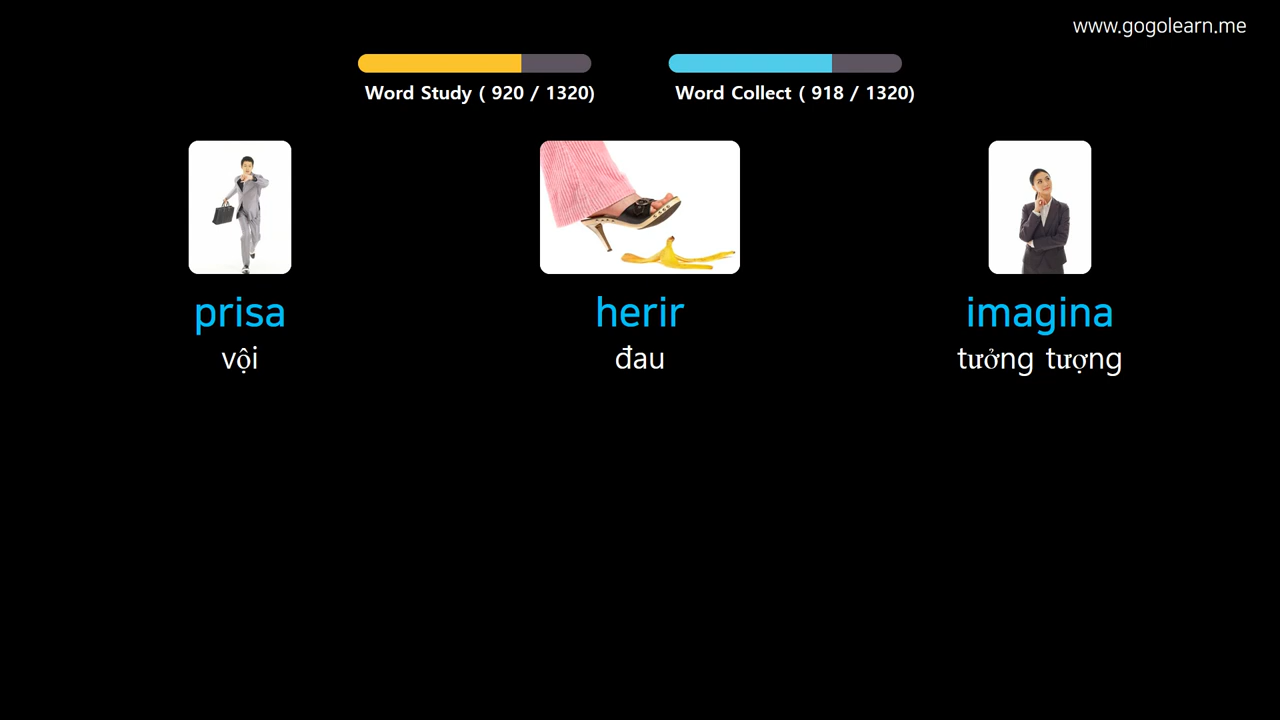 www.gogolearn.me
Word Study ( 920 / 1320)
Word Collect ( 918 / 1320)
prisa
vội
herir
đau
imagina
tưởng tượng